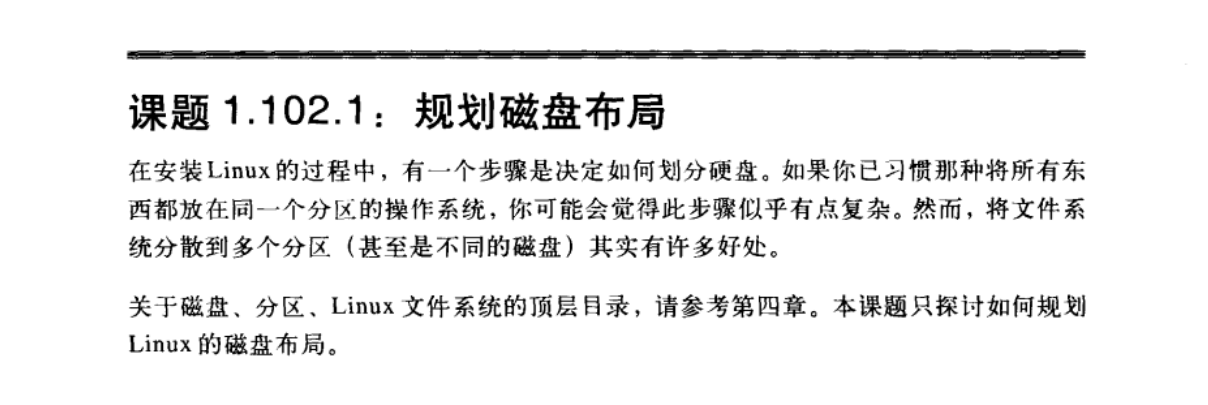 课题 1.102.1：规划磁盘布局
在安装Linux的过程中，有一个步骤是决定如何划分硬盘。如果你已习惯那种将所有东
西都放在同一个分区的操作系统，你可能会觉得此步骤似乎有点复杂。然而，将文件系
统分散到多个分区（甚至是不同的磁盘）其实有许多好处。
关于磁盘、分区、Linux 文件系统的顶层目录，请参考第四章。本课题只探讨如何规划
Linux 的磁盘布局。